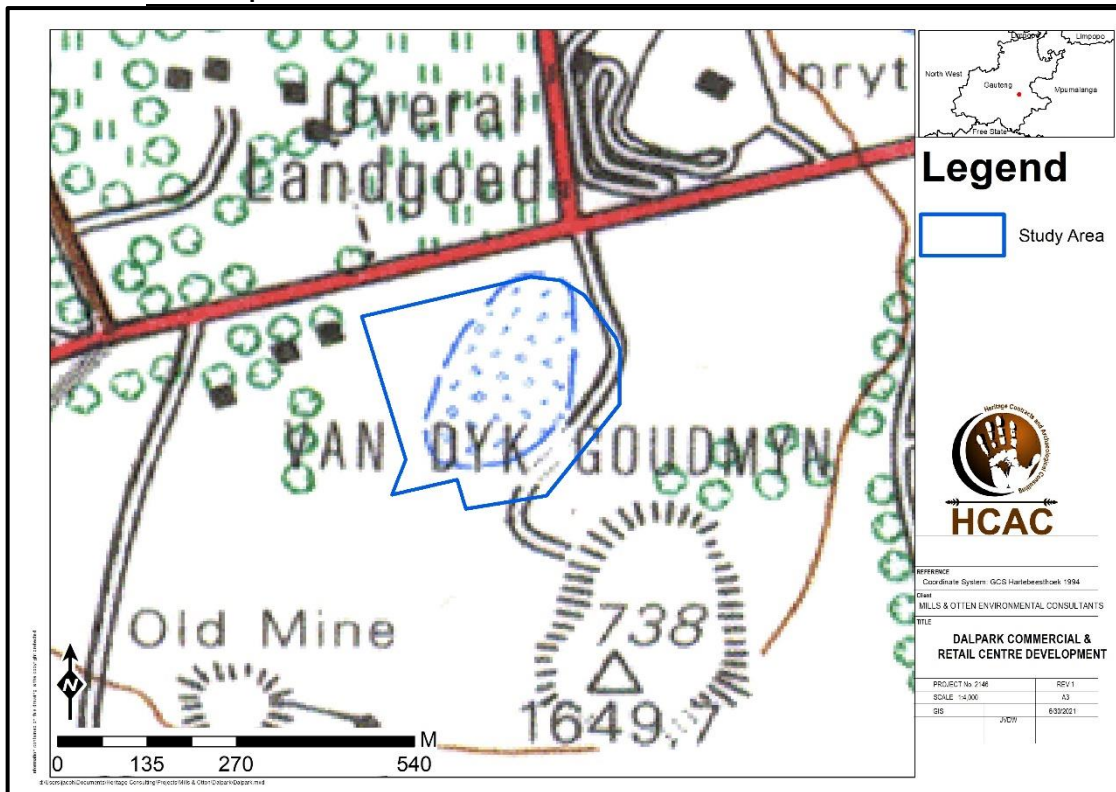 Overal
Landgoed
Inryt
VAN DYK GOUDMYN
Old Mine
738
1649,7
N
0 135 270 540 M
Limpopo
North West
Gauteng
Mpumalanga
Free State
Legend
Study Area
Heritage Contracts and Archaeological Consulting
HCAC
REFERENCE
Coordinate System: GCS Hartebeesthoek 1994
Client
MILLS & OTTEN ENVIRONMENTAL CONSULTANTS
TITLE
DALPARK COMMERCIAL &
RETAIL CENTRE DEVELOPMENT
PROJECT No. 2146 REV 1
SCALE 1:4,000 A3
GIS 6/30/2021
JVDW